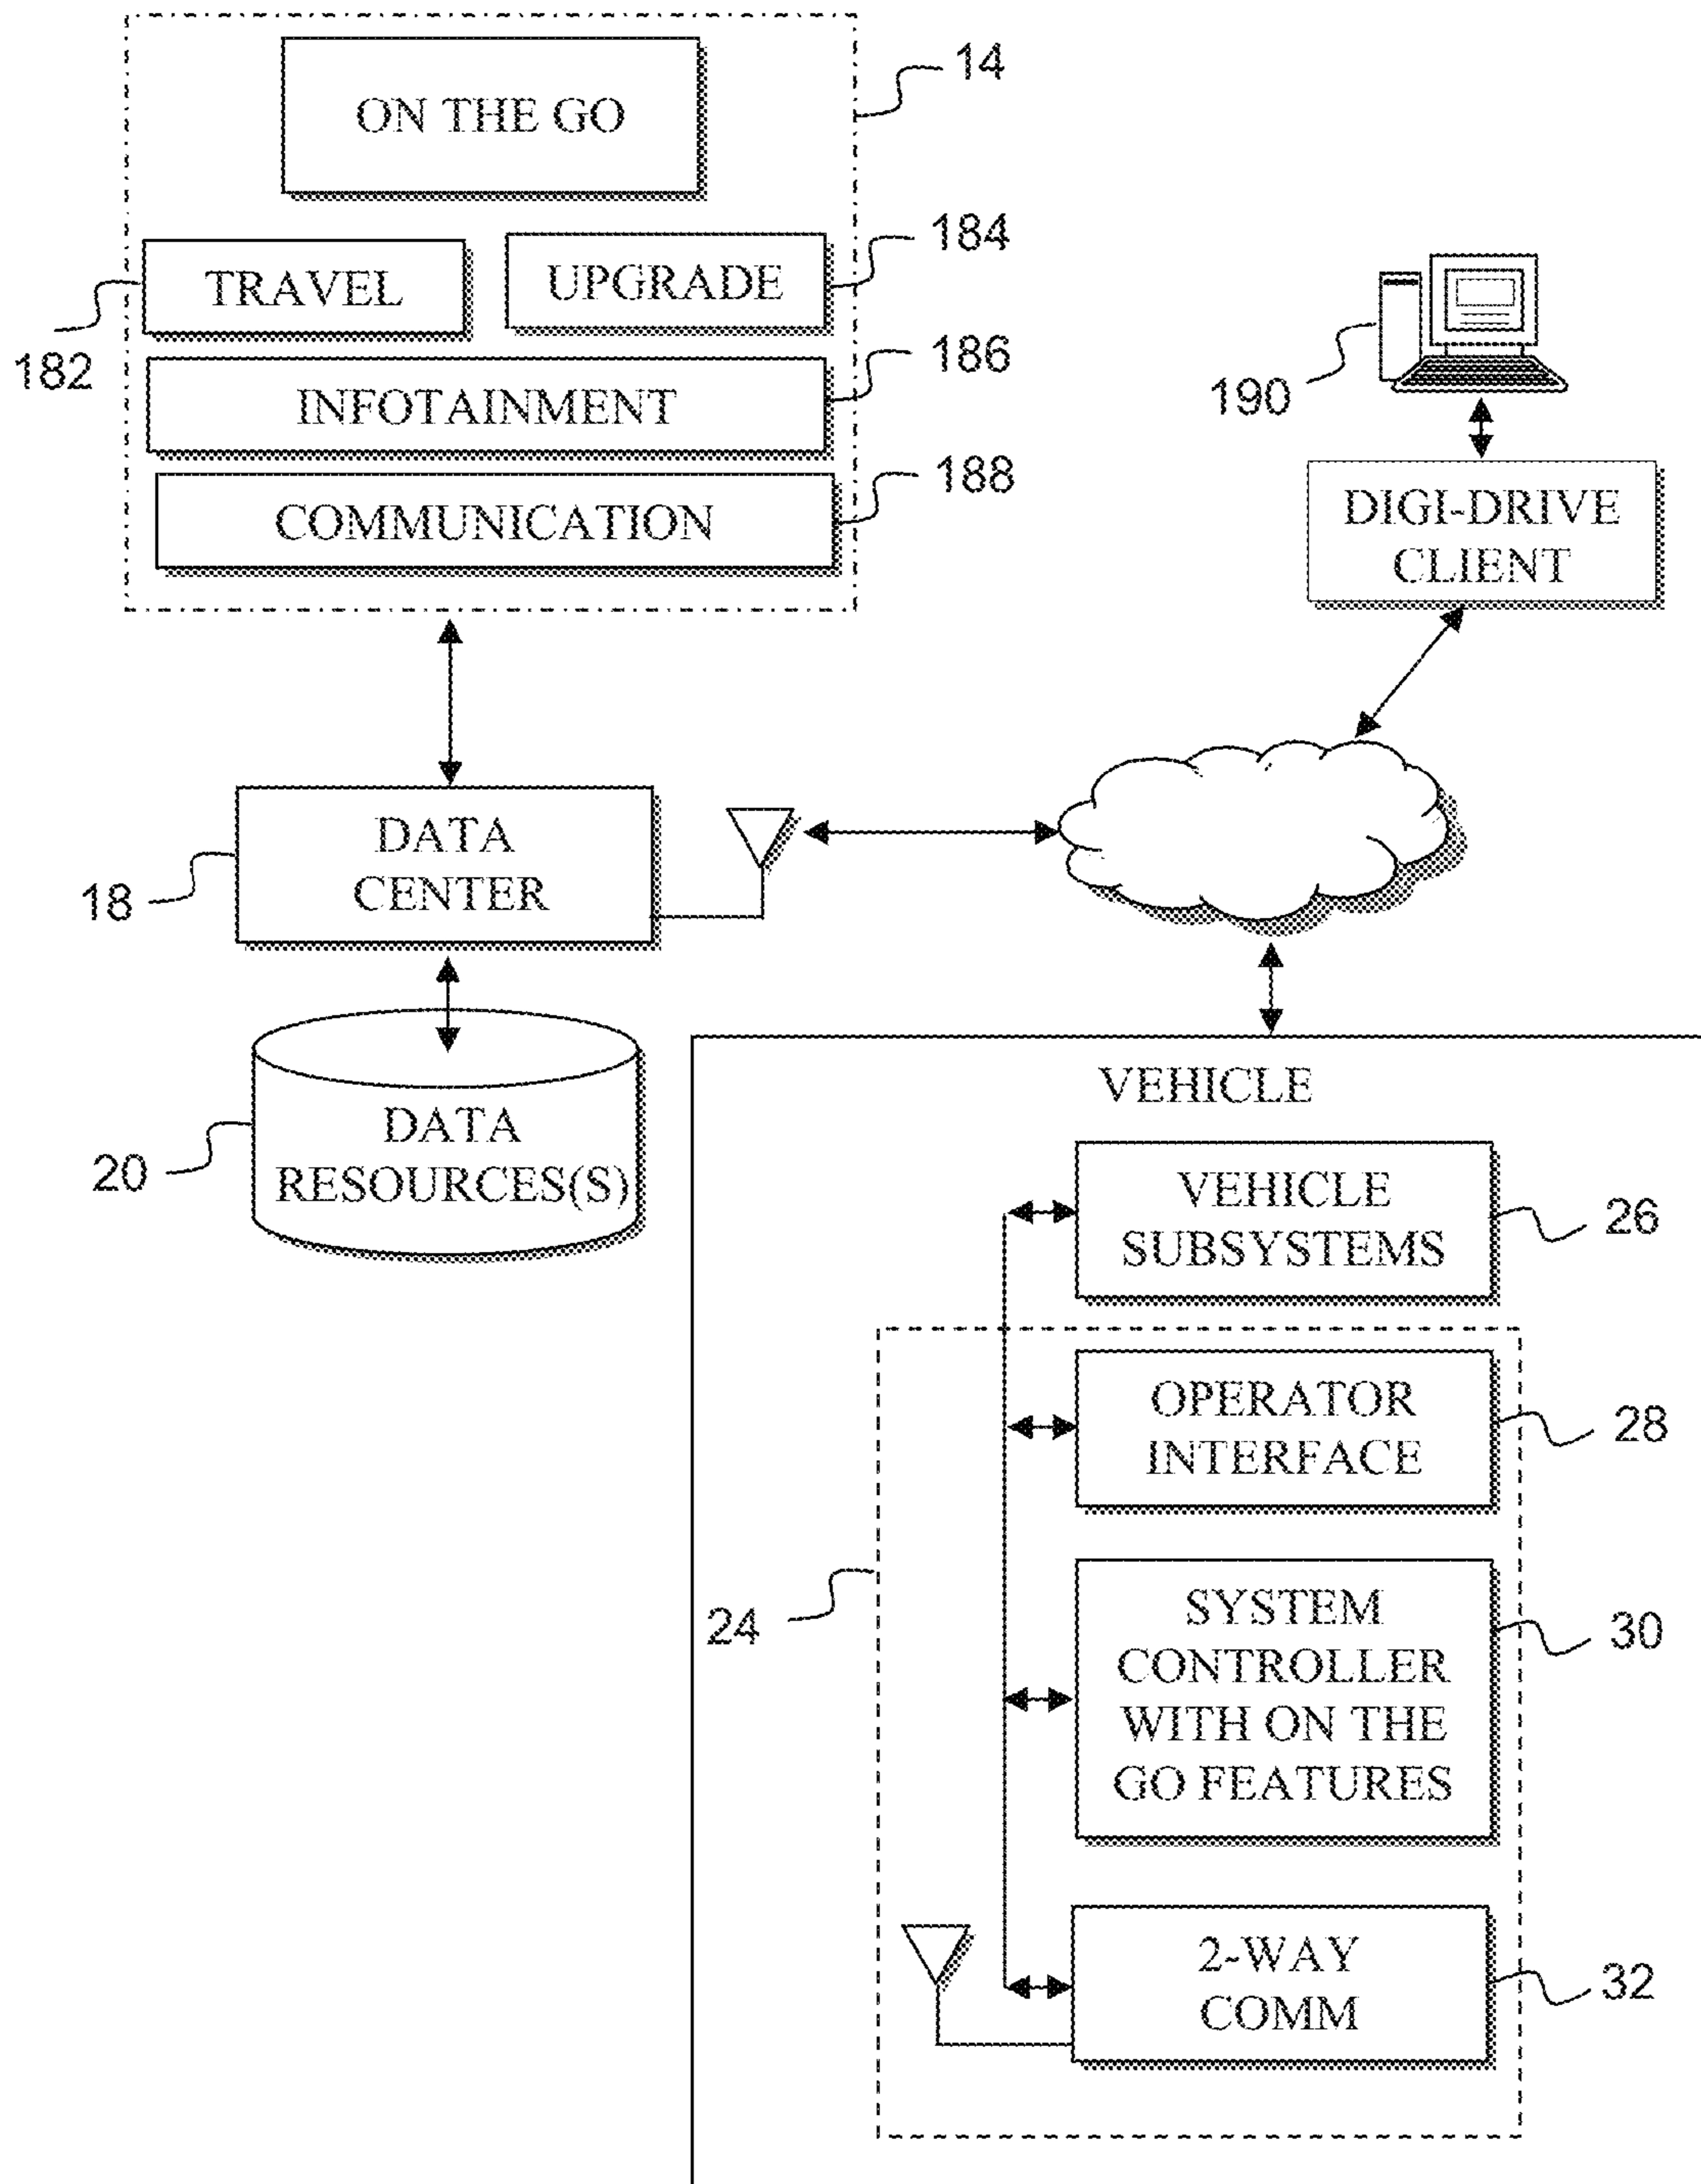 ON THE GO
14
TRAVEL
UPGRADE
184
182
INFOTAINMENT
186
COMMUNICATION
188
190
DIGI-DRIVE
CLIENT
DATA
CENTER
18
DATA
RESOURCES(S)
20
VEHICLE
VEHICLE
SUBSYSTEMS
26
OPERATOR
INTERFACE
28
24
SYSTEM
CONTROLLER
WITH ON THE
GO FEATURES
30
2-WAY
COMM
32